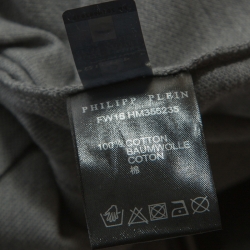 PHILIPP PLEIN
FW16 HM355235
100% COTTON
BAUMWOLLE
COTON
棉